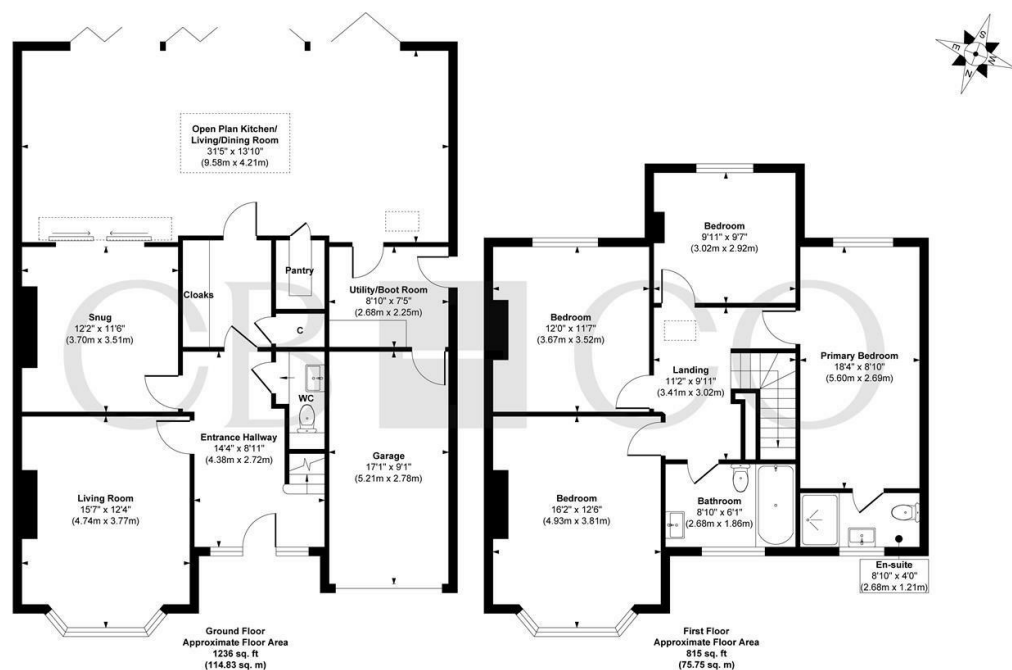 Open Plan Kitchen/
Living/Dining Room
31'5" x 13'10"
(9.58m x 4.21m)
S
E
W
N
Pantry
Cloaks
Utility/Boot Room
8'10" x 7'5"
(2.68m x 2.25m)
Snug
12'2" x 11'6"
(3.70m x 3.51m)
C
WC
Entrance Hallway
14'4" x 8'11"
(4.38m x 2.72m)
Garage
17'1" x 9'1"
(5.21m x 2.78m)
Living Room
15'7" x 12'4"
(4.74m x 3.77m)
Ground Floor
Approximate Floor Area
1236 sq. ft
(114.83 sq. m)
Bedroom
9'11" x 9'7"
(3.02m x 2.92m)
Bedroom
12'0" x 11'7"
(3.67m x 3.52m)
Landing
11'2" x 9'11"
(3.41m x 3.02m)
Primary Bedroom
18'4" x 8'10"
(5.60m x 2.69m)
Bedroom
16'2" x 12'6"
(4.93m x 3.81m)
Bathroom
8'10" x 6'1"
(2.68m x 1.86m)
En-suite
8'10" x 4'0"
(2.68m x 1.21m)
First Floor
Approximate Floor Area
815 sq. ft
(75.75 sq. m)
CB CO